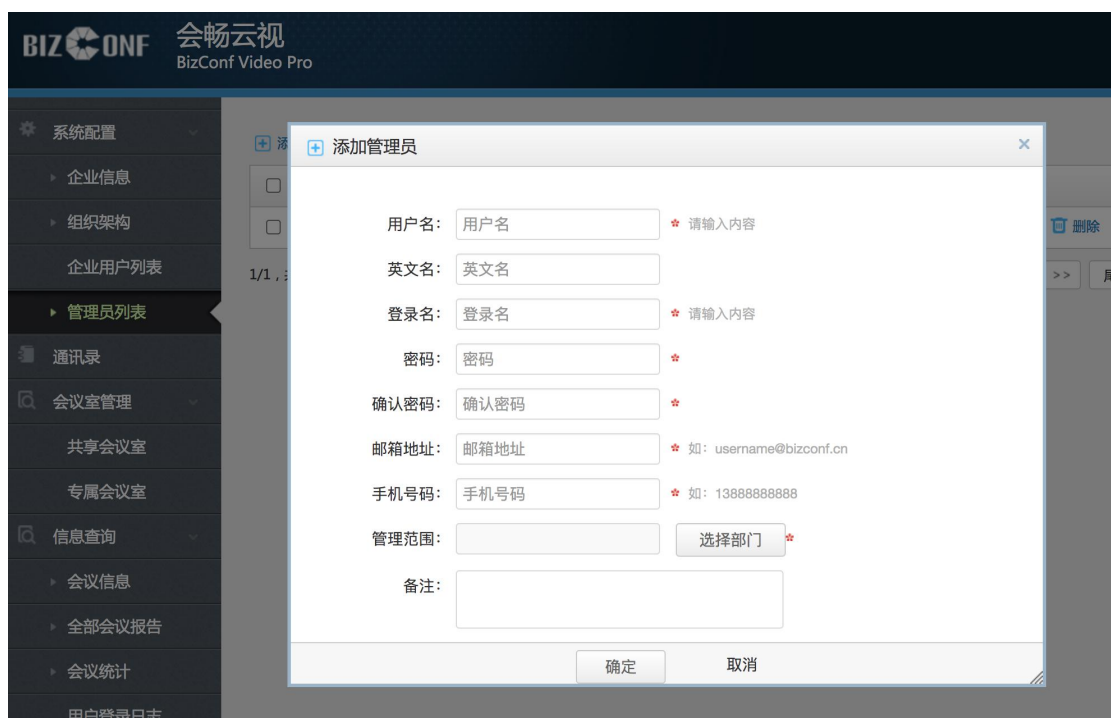 BIZCONF 会畅云视
BizConf Video Pro
系统配置
企业信息
组织架构
企业用户列表
管理员列表
通讯录
会议室管理
共享会议室
专属会议室
信息查询
会议信息
全部会议报告
会议统计
用户登录日志
添
删除
1/1，
>>
添加管理员 ×
用户名： 用户名 * 请输入内容
英文名： 英文名
登录名： 登录名 * 请输入内容
密码： 密码 *
确认密码： 确认密码 *
邮箱地址： 邮箱地址 * 如：username@bizconf.cn
手机号码： 手机号码 * 如：13888888888
管理范围： 选择部门 *
备注：
确定 取消